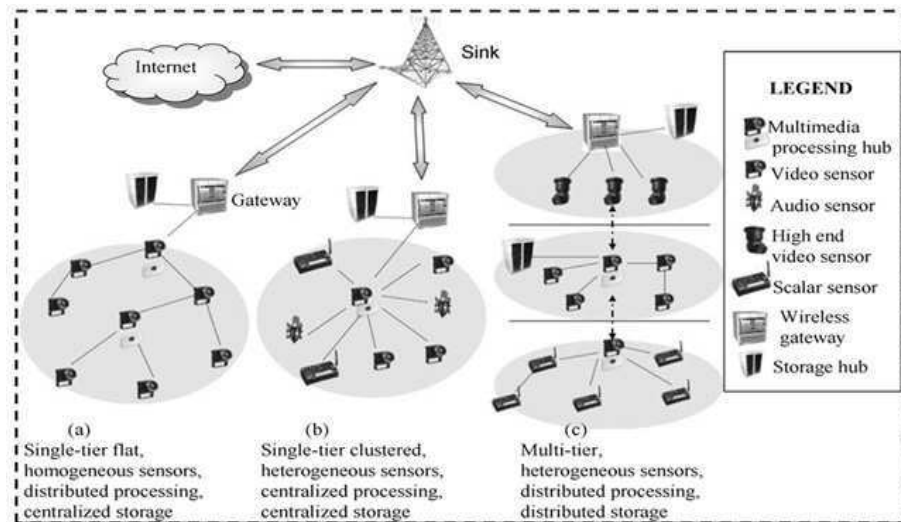 Internet
Sink
Gateway
LEGEND
Multimedia
processing hub
Video sensor
Audio sensor
High end
video sensor
Scalar sensor
Wireless
gateway
Storage hub
(a)
Single-tier flat,
homogeneous sensors,
distributed processing,
centralized storage
(b)
Single-tier clustered,
heterogeneous sensors,
centralized processing,
centralized storage
(c)
Multi-tier,
heterogeneous sensors,
distributed processing,
distributed storage